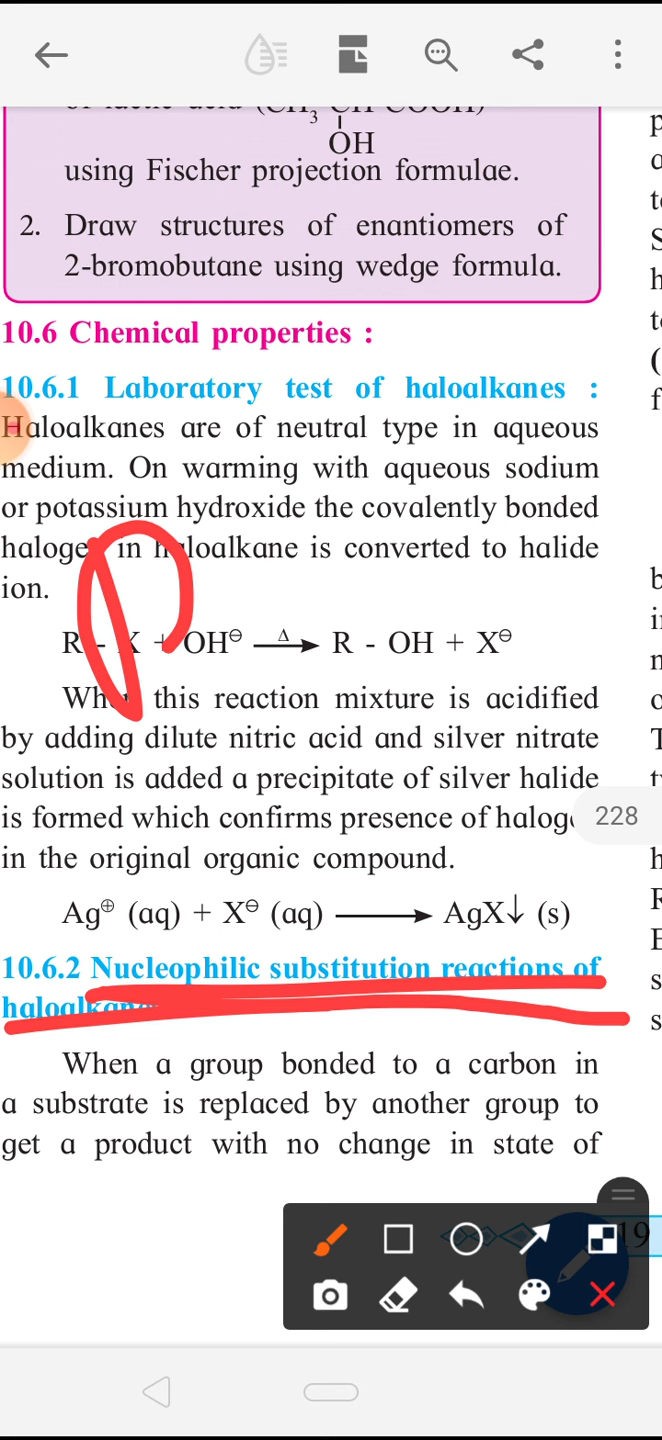 OH
using Fischer projection formulae.
2. Draw structures of enantiomers of
2-bromobutane using wedge formula.
10.6 Chemical properties :
10.6.1 Laboratory test of haloalkanes :
Haloalkanes are of neutral type in aqueous
medium. On warming with aqueous sodium
or potassium hydroxide the covalently bonded
in haloalkane is converted to halide
ion.
R - X + OH⊖ —Δ→ R - OH + X⊖
When this reaction mixture is acidified
by adding dilute nitric acid and silver nitrate
solution is added a precipitate of silver halide
is formed which confirms presence of
in the original organic compound.
Ag⊕ (aq) + X⊖ (aq) ⟶ AgX↓ (s)
10.6.2 Nucleophilic substitution reactions of
When a group bonded to a carbon in
a substrate is replaced by another group to
get a product with no change in state of
228